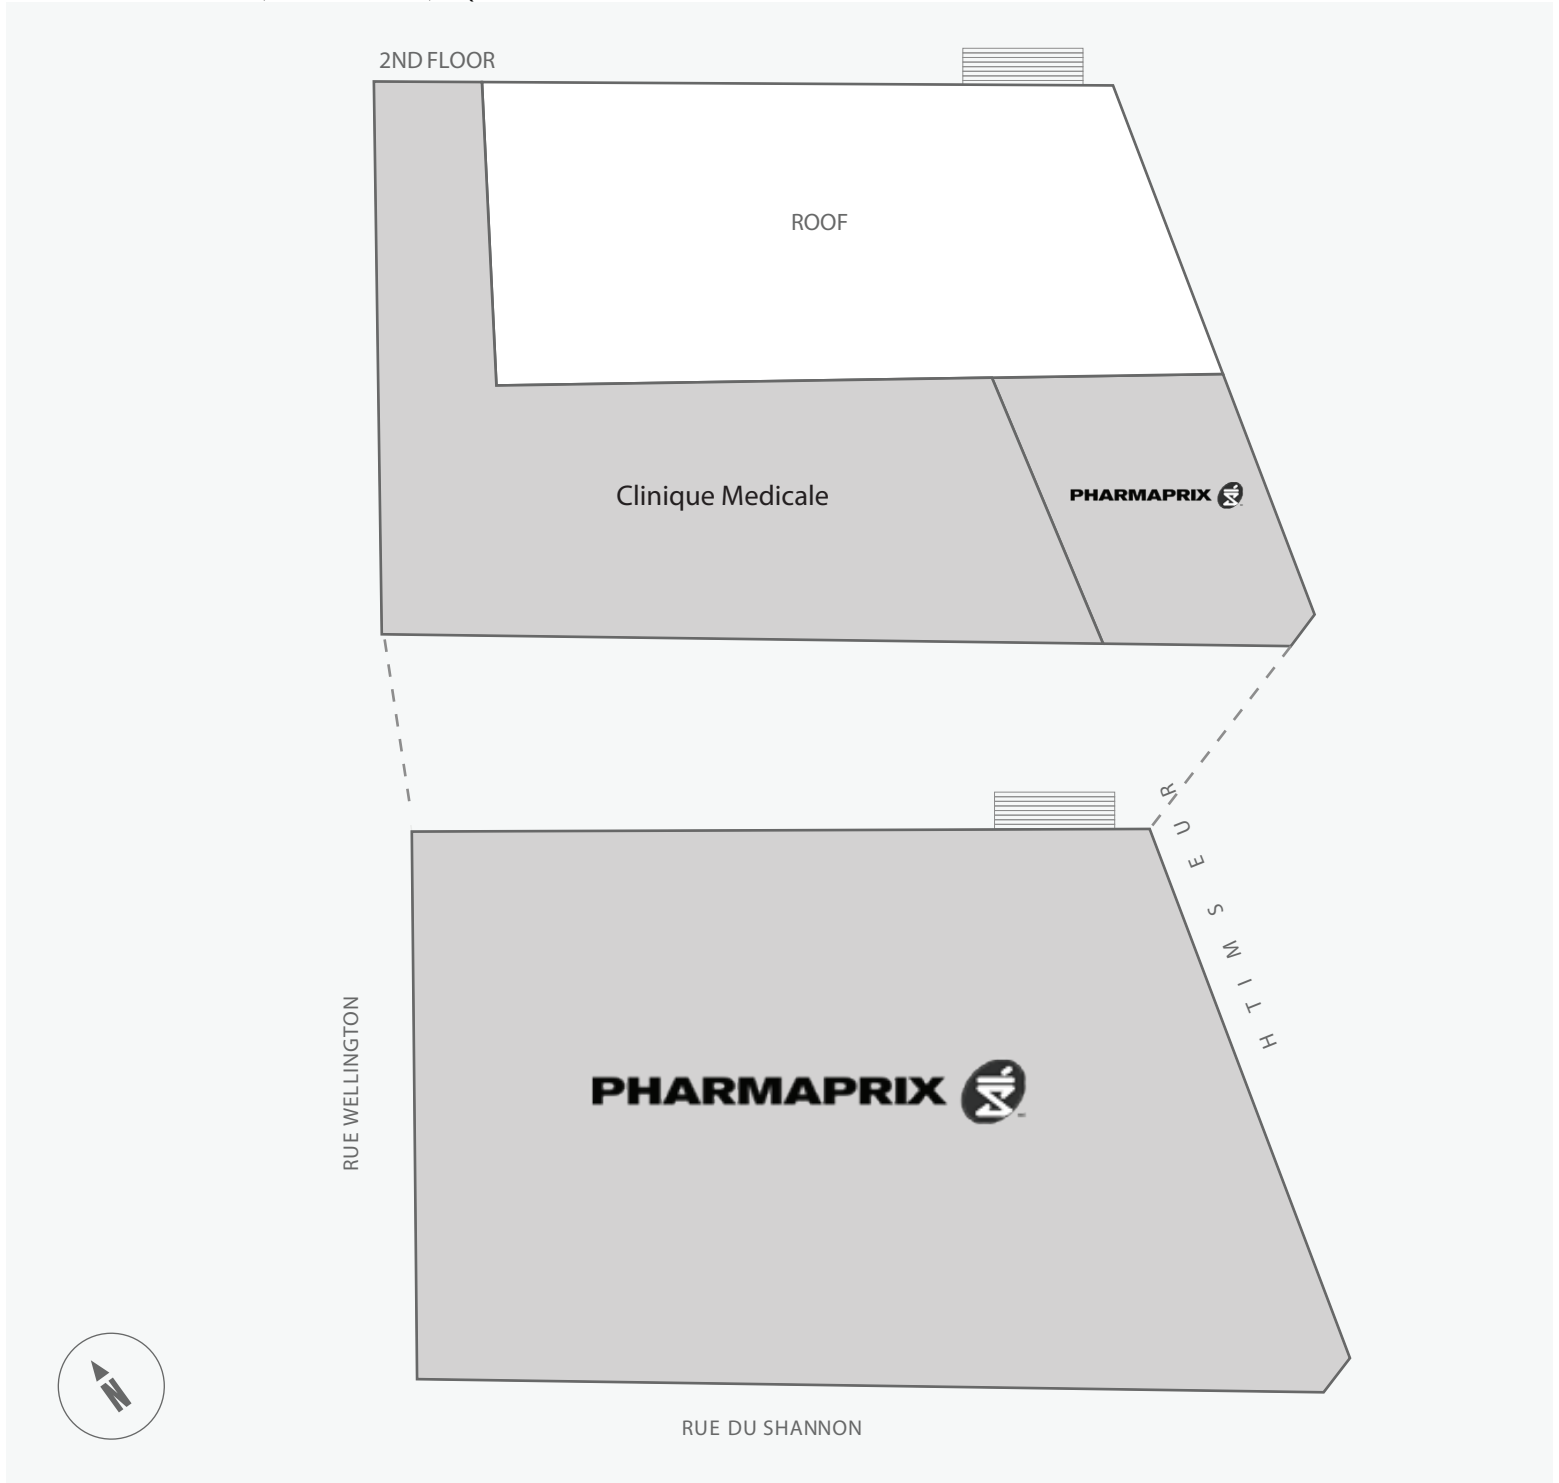 2ND FLOOR
ROOF
Clinique Medicale
PHARMAPRIX
RUE SMITH
PHARMAPRIX
RUE WELLINGTON
N
RUE DU SHANNON